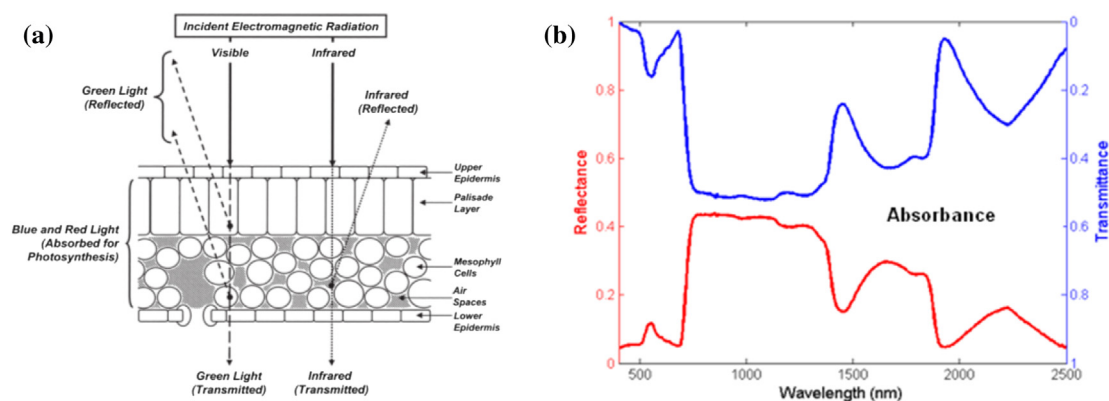 (a)
Incident Electromagnetic Radiation
Visible
Infrared
Green Light
(Reflected)
Infrared
(Reflected)
Upper
Epidermis
Palisade
Layer
Blue and Red Light
(Absorbed for
Photosynthesis)
Mesophyll
Cells
Air
Spaces
Lower
Epidermis
Green Light
(Transmitted)
Infrared
(Transmitted)
(b)
1
0.8
0.6
0.4
0.2
0
Reflectance
0
0.2
0.4
0.6
0.8
1
Transmittance
Absorbance
500
1000
1500
2000
2500
Wavelength (nm)